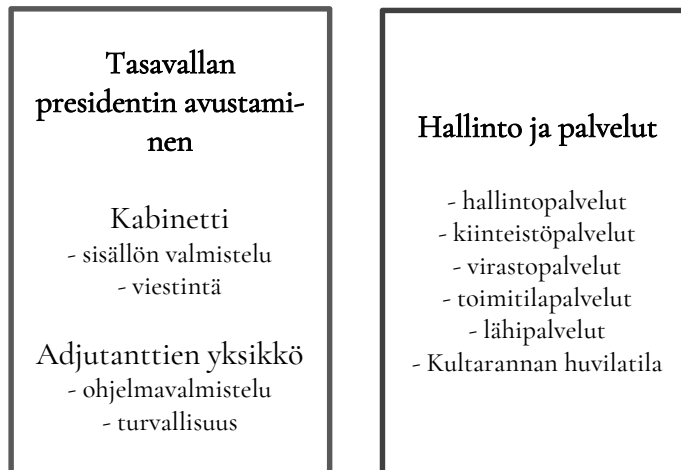 Tasavallan
presidentin avustami-
nen
Kabinetti
- sisällön valmistelu
- viestintä
Adjutanttien yksikkö
- ohjelmavalmistelu
- turvallisuus
Hallinto ja palvelut
- hallintopalvelut
- kiinteistöpalvelut
- virastopalvelut
- toimitilapalvelut
- lähipalvelut
- Kultarannan huvilatila